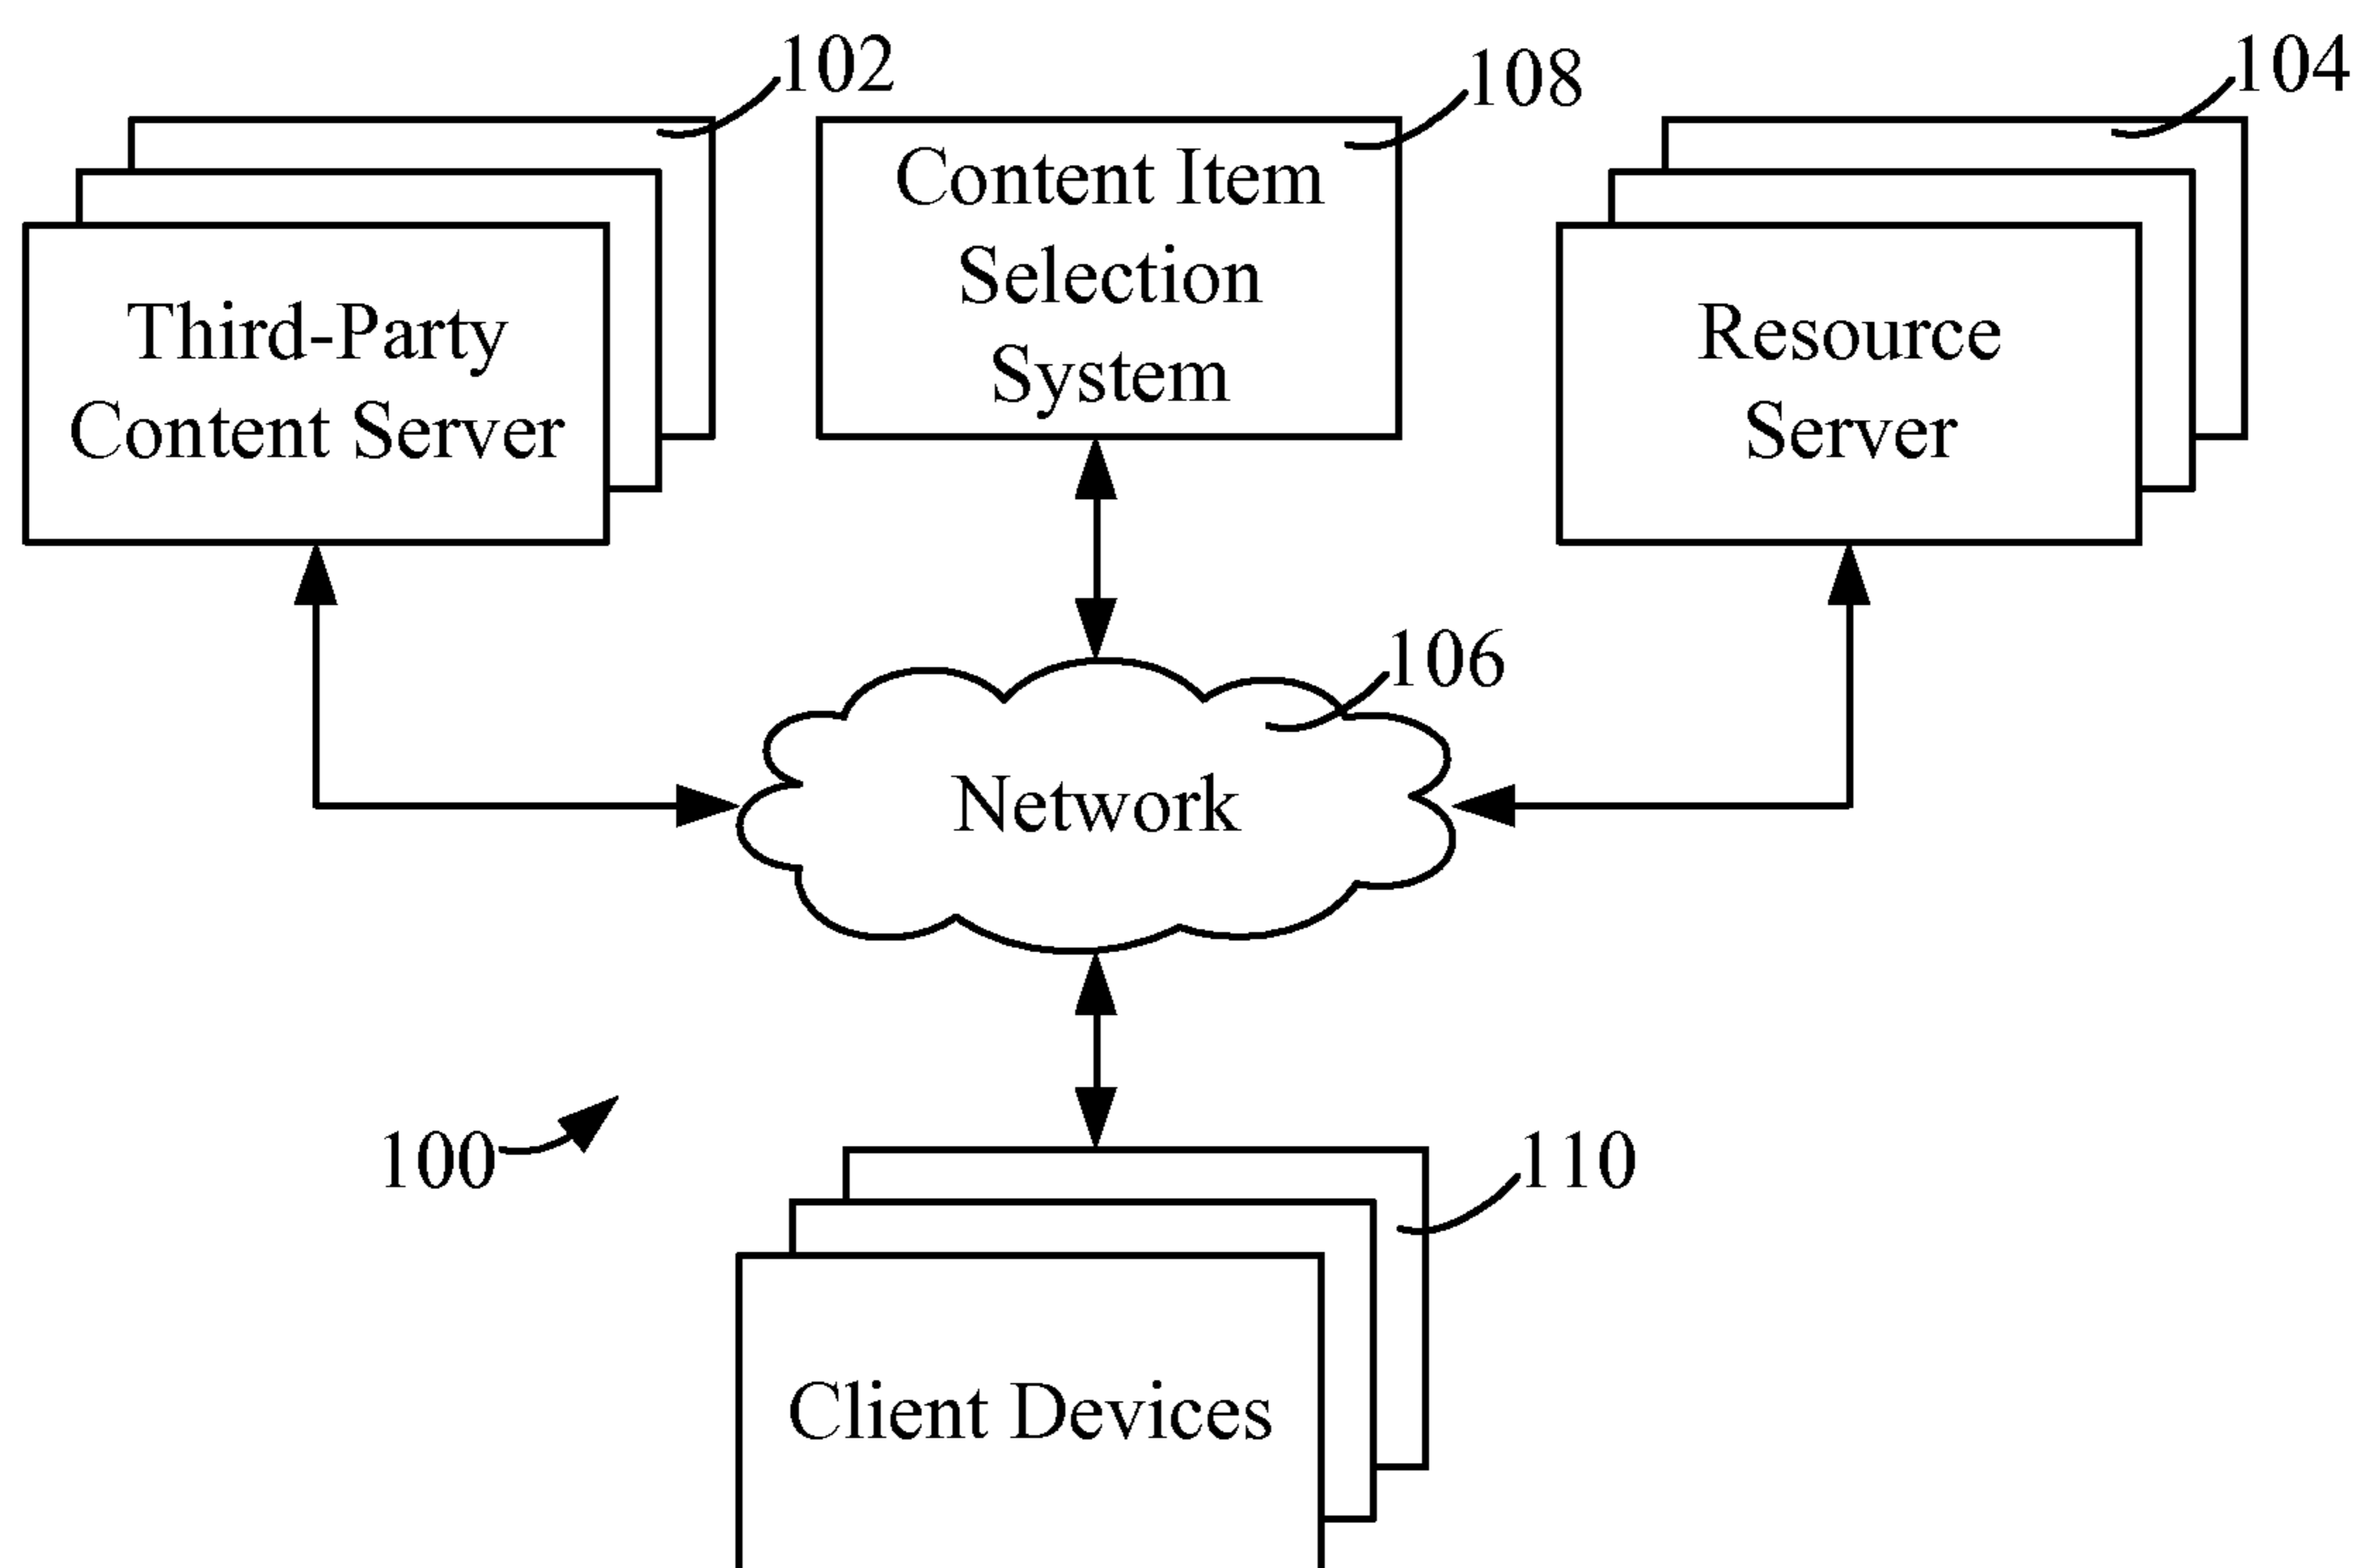 102
108
104
Third-Party
Content Server
Content Item
Selection
System
Resource
Server
106
Network
100
110
Client Devices